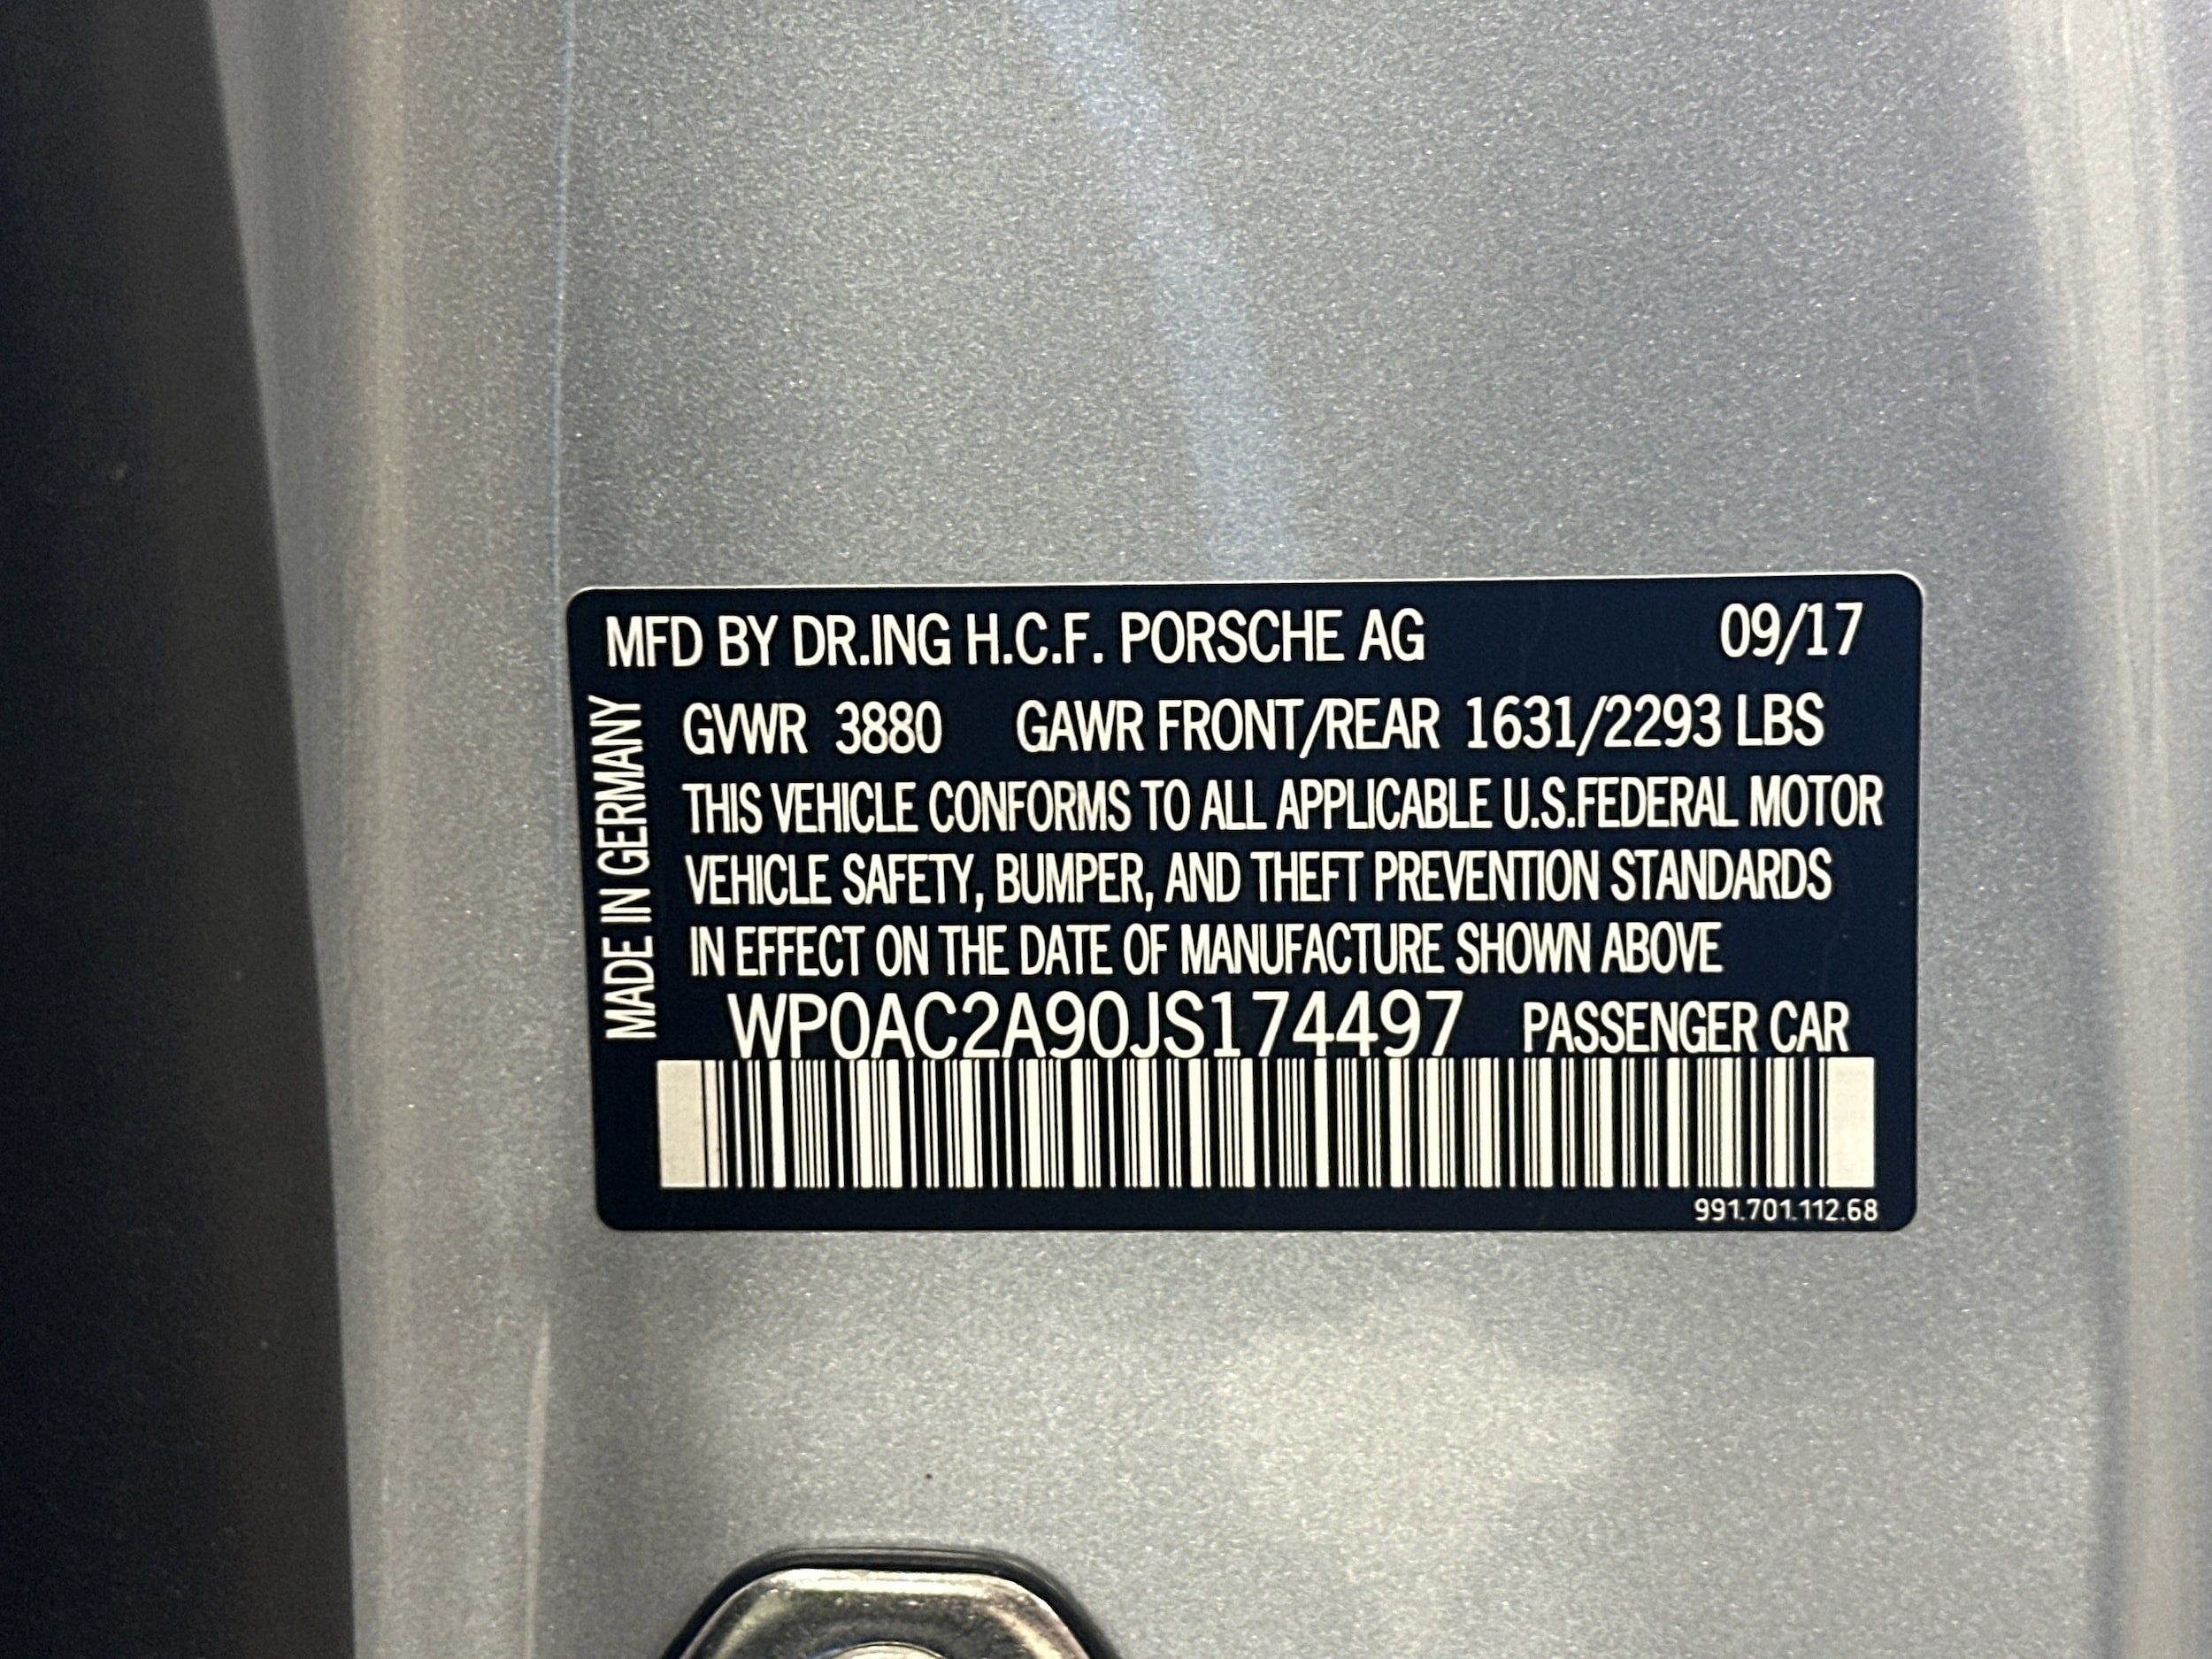 MFD BY DR.ING H.C.F. PORSCHE AG 09/17
MADE IN GERMANY
GVWR 3880 GAWR FRONT/REAR 1631/2293 LBS
THIS VEHICLE CONFORMS TO ALL APPLICABLE U.S.FEDERAL MOTOR
VEHICLE SAFETY, BUMPER, AND THEFT PREVENTION STANDARDS
IN EFFECT ON THE DATE OF MANUFACTURE SHOWN ABOVE
WP0AC2A90JS174497 PASSENGER CAR
991.701.112.68